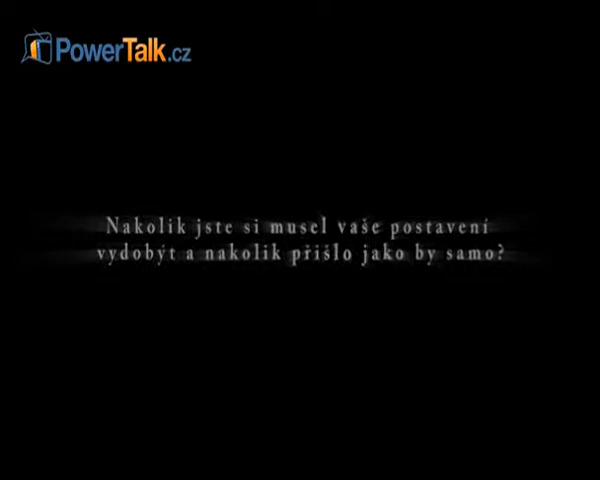 PowerTalk.cz
Nakolik jste si musel vaše postavení
vydobýt a nakolik přišlo jako by samo?